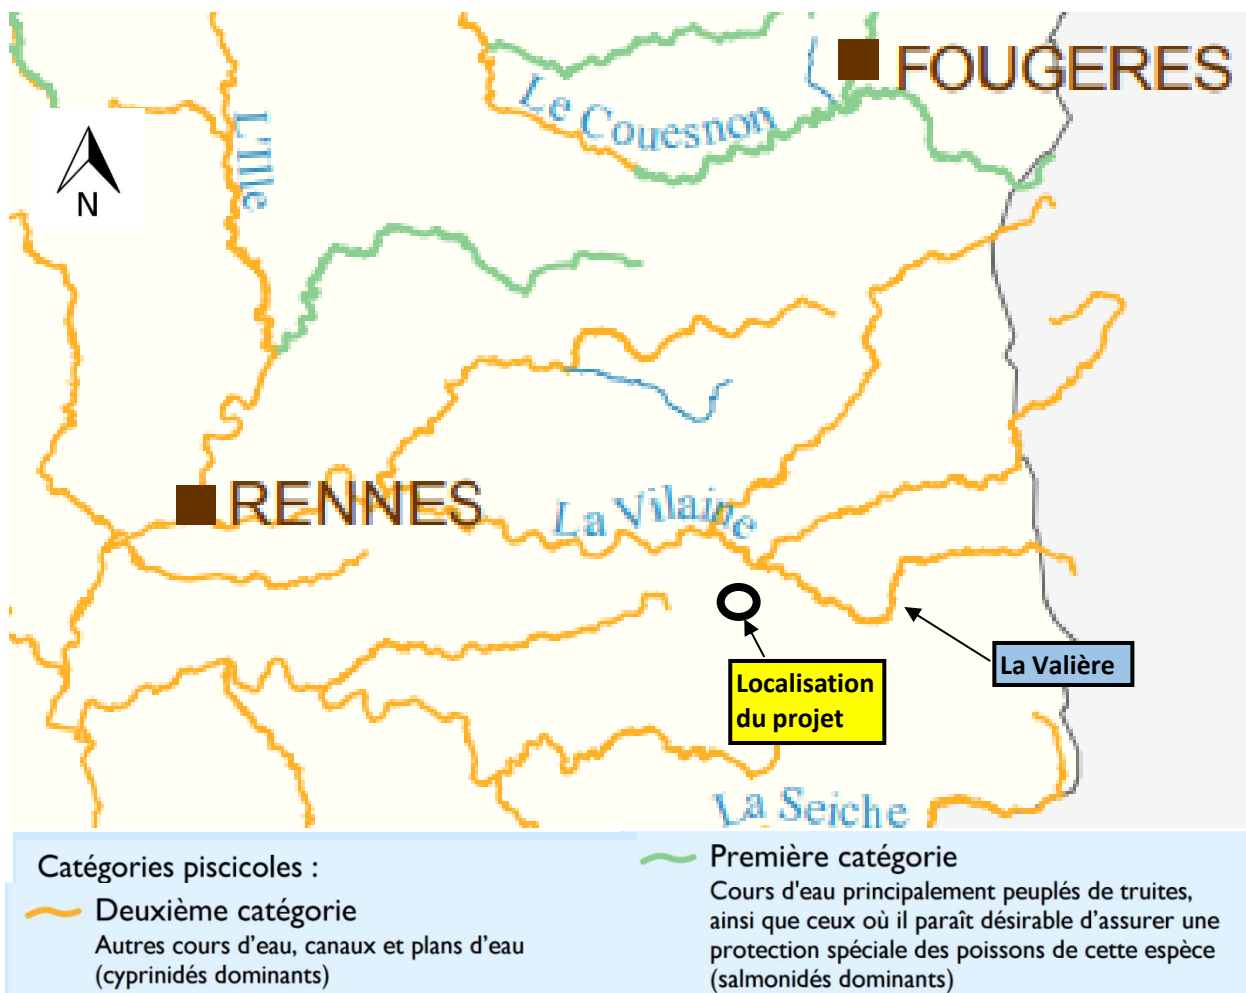 FOUGERES
Le Couesnon
L'Ille
N
RENNES
La Vilaine
La Valière
Localisation
du projet
La Seiche
Catégories piscicoles :
Deuxième catégorie
Autres cours d'eau, canaux et plans d'eau
(cyprinidés dominants)
Première catégorie
Cours d'eau principalement peuplés de truites,
ainsi que ceux où il paraît désirable d'assurer une
protection spéciale des poissons de cette espèce
(salmonidés dominants)